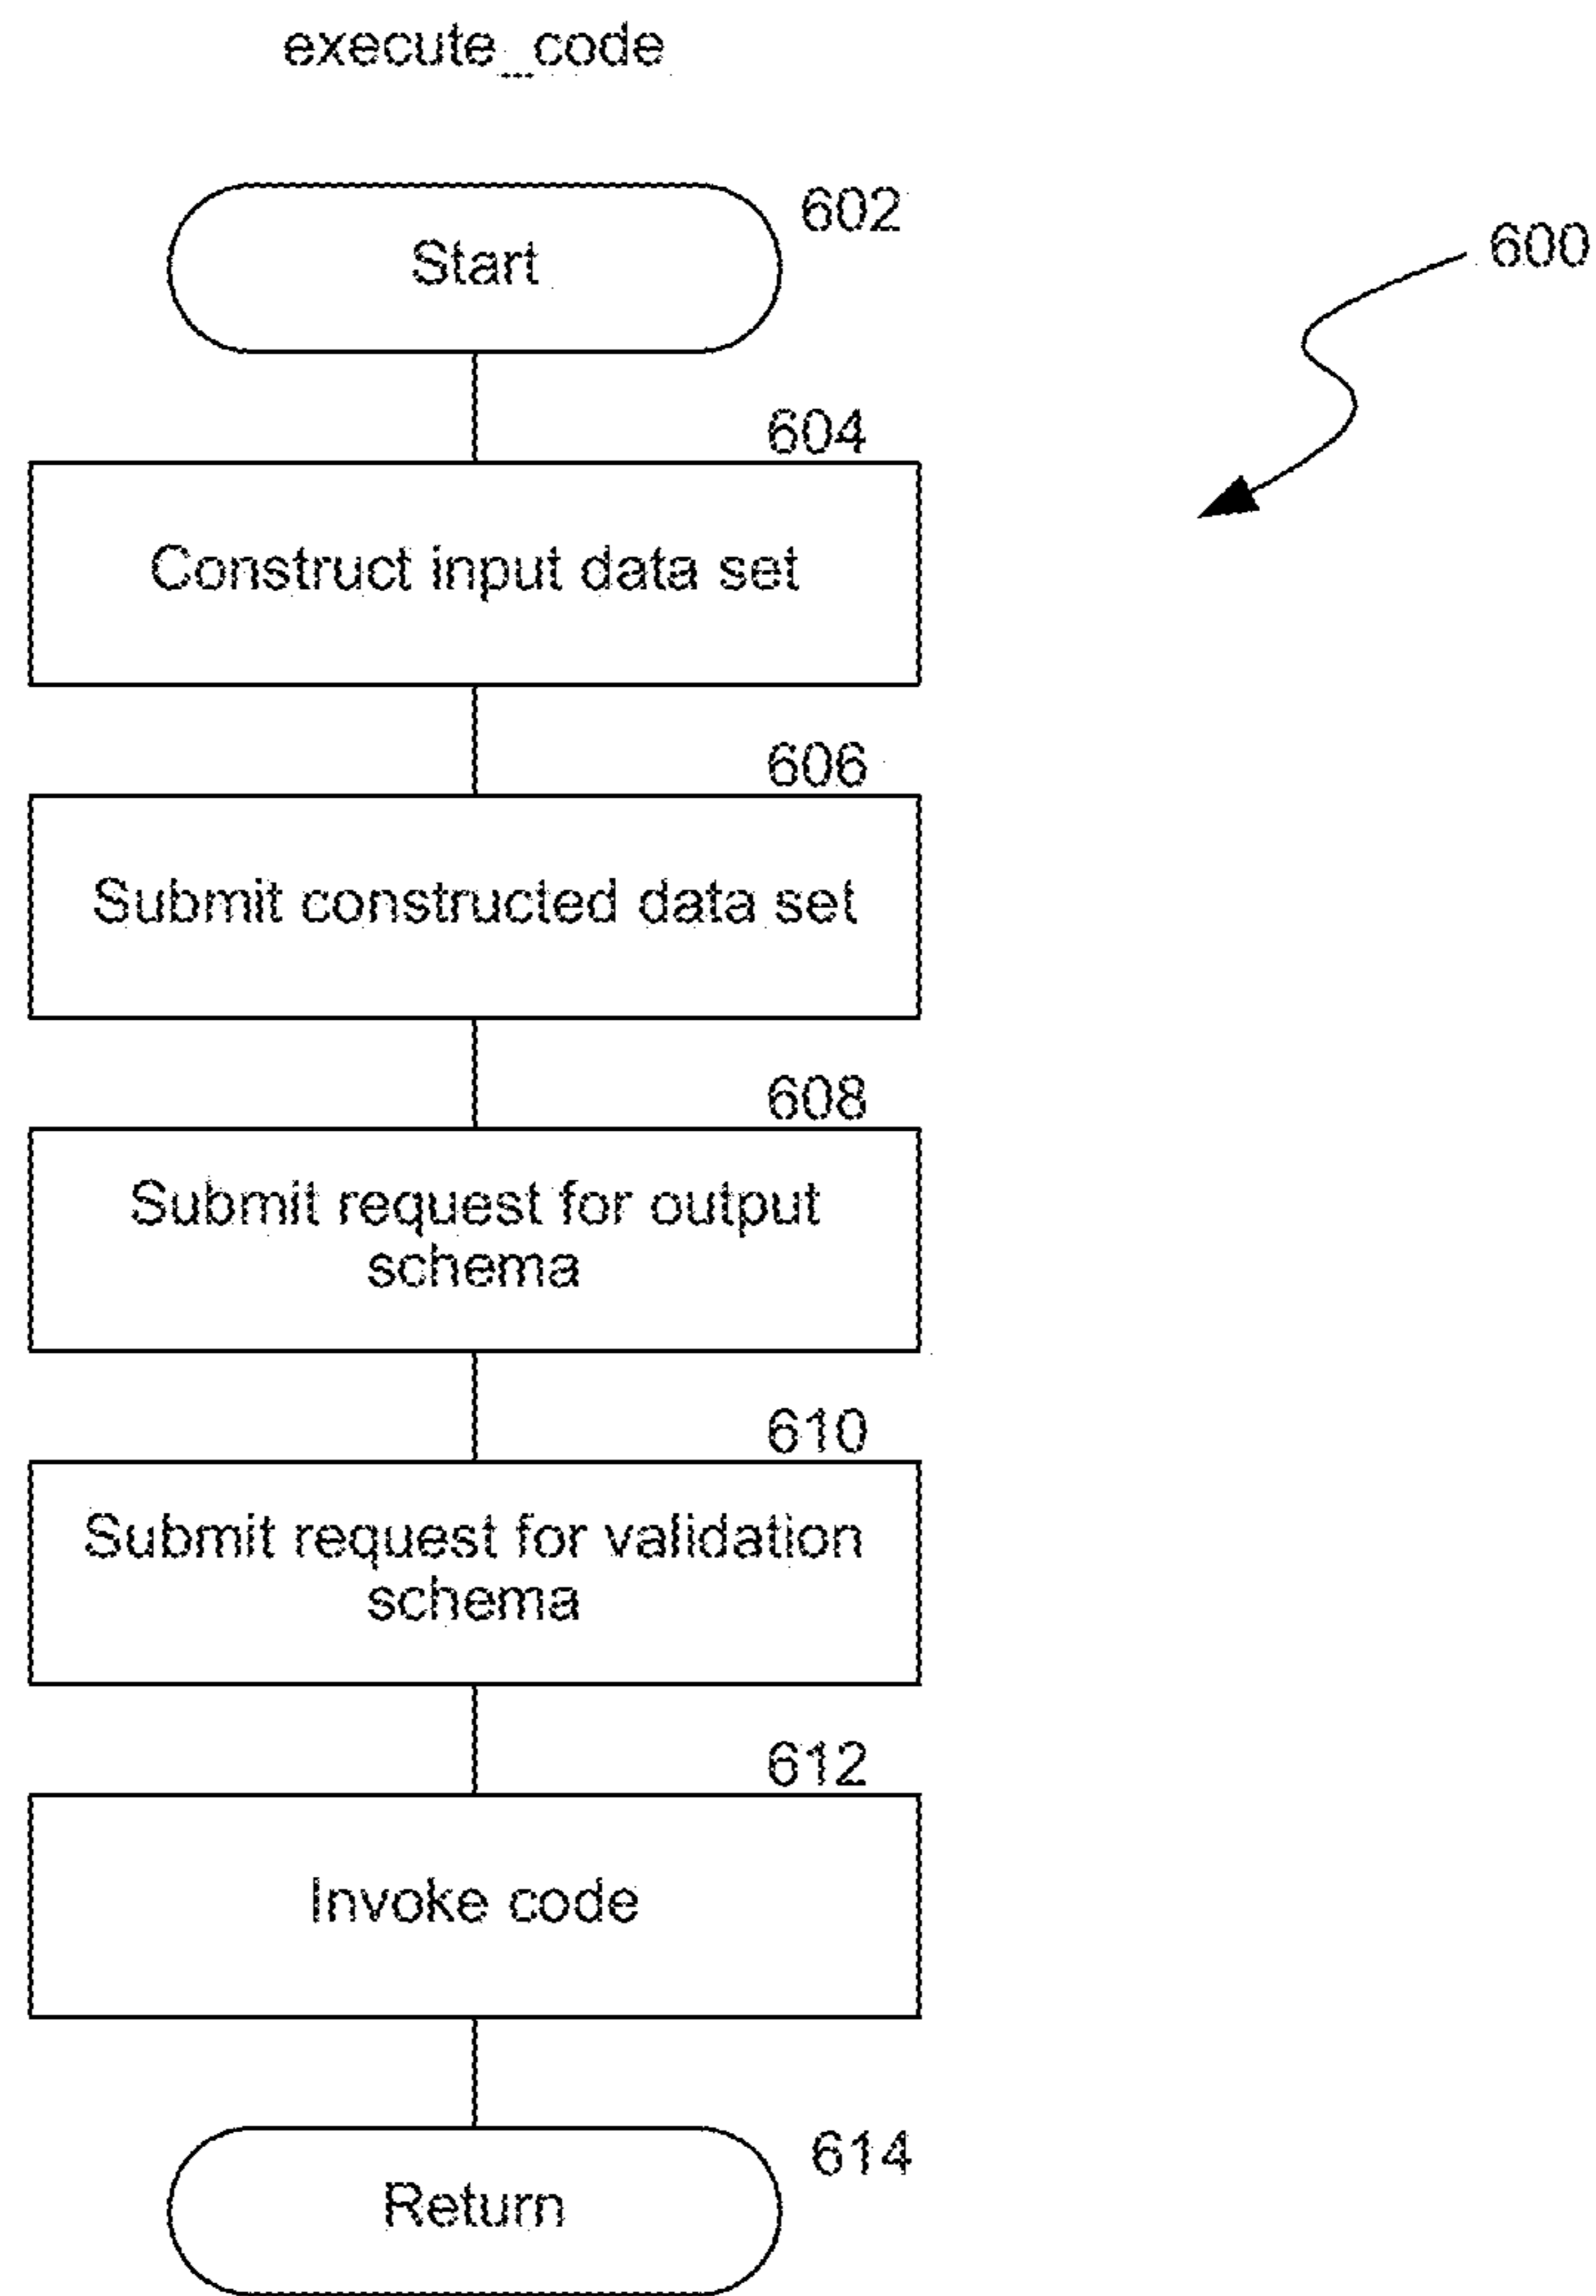 execute_code
602
Start
600
604
Construct input data set
606
Submit constructed data set
608
Submit request for output
schema
610
Submit request for validation
schema
612
Invoke code
614
Return